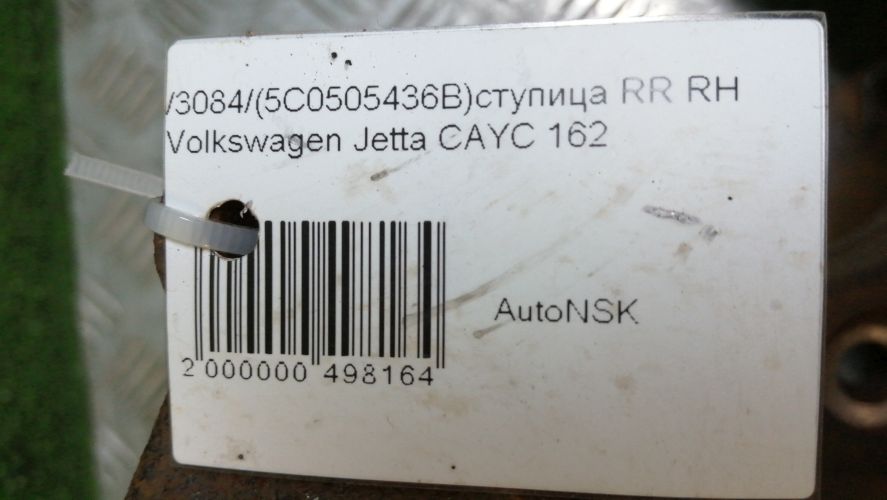 /3084/(5C0505436B)ступица RR RH
Volkswagen Jetta CAYC 162
AutoNSK
2 000000 498164